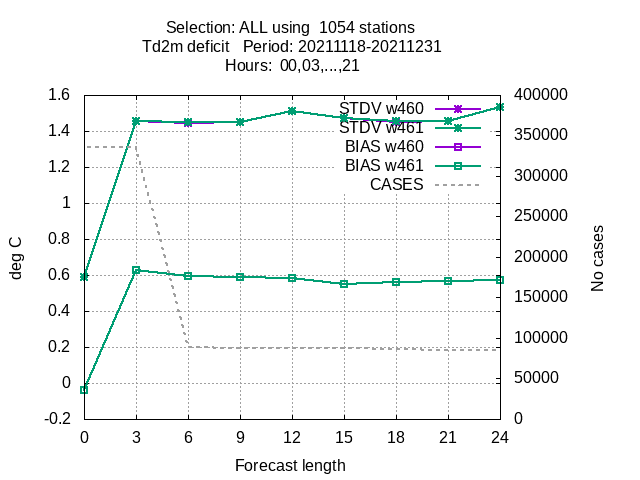 Selection: ALL using  1054 stations
Td2m deficit   Period: 20211118-20211231
Hours:  00,03,...,21
1.6
1.4
1.2
1
0.8
0.6
0.4
0.2
0
-0.2
deg C
STDV w460
STDV w461
BIAS w460
BIAS w461
CASES
400000
350000
300000
250000
200000
150000
100000
50000
0
No cases
0 3 6 9 12 15 18 21 24
Forecast length